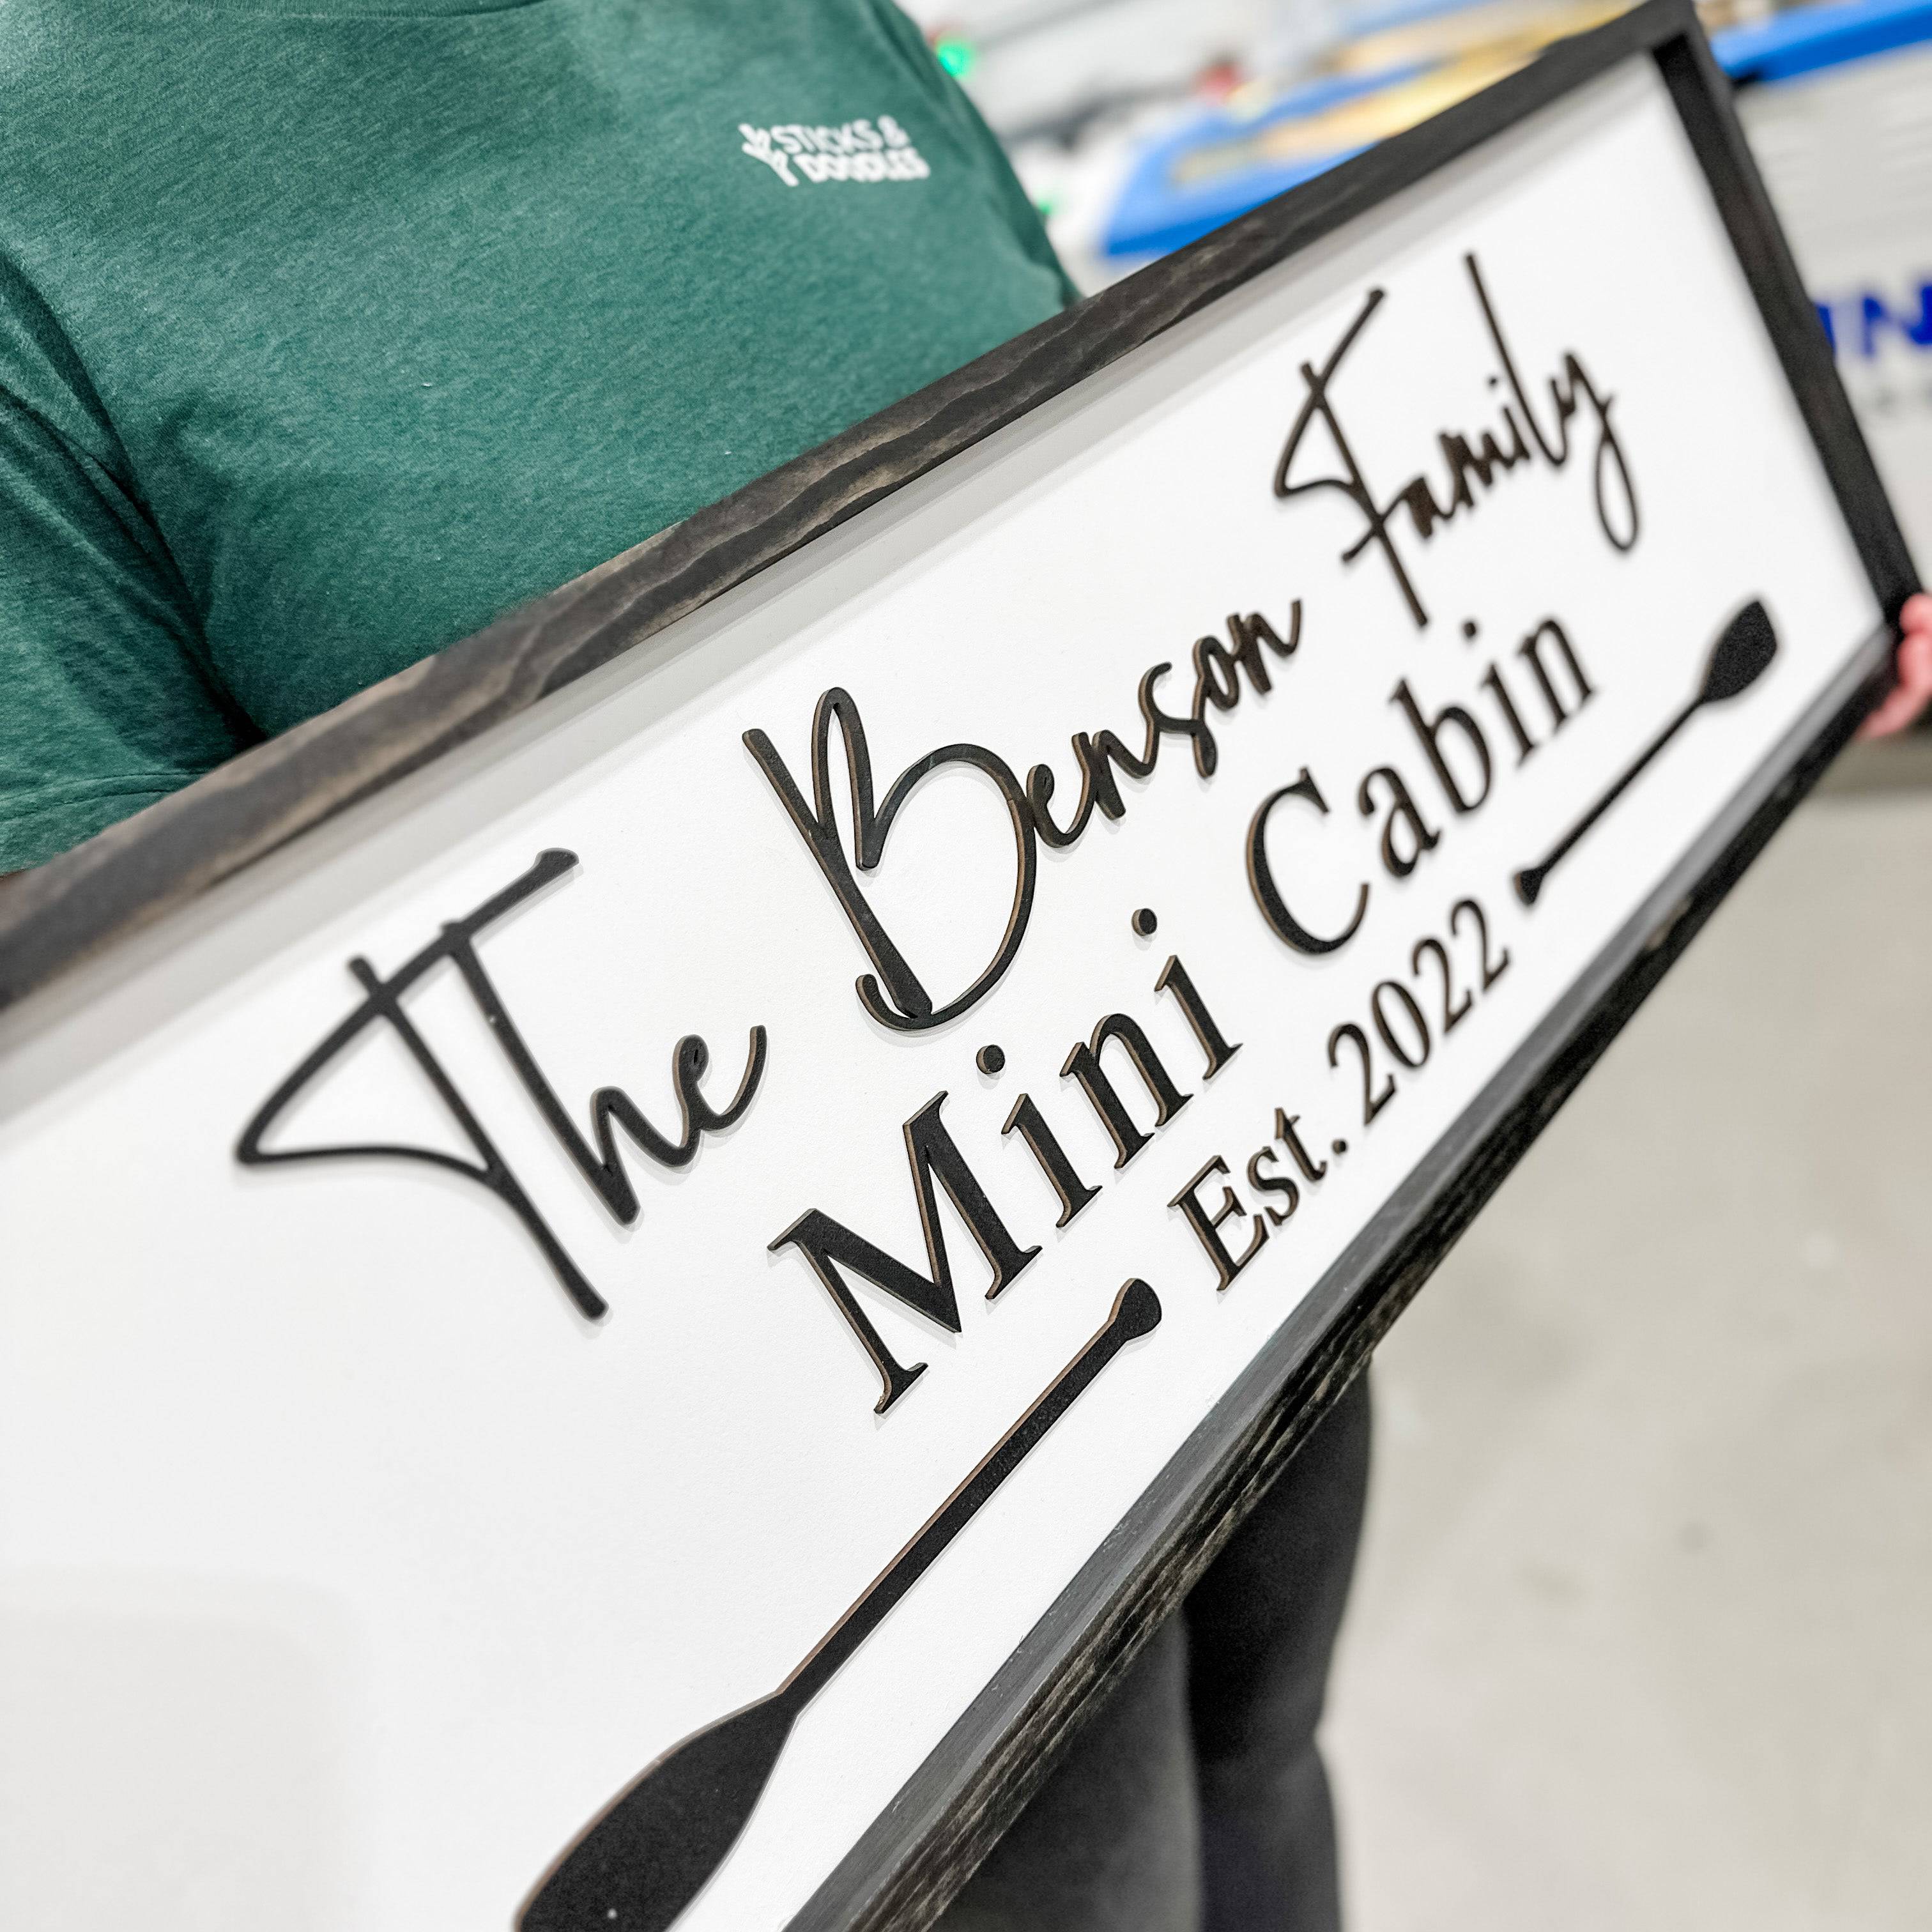 STICKS &
DOODLES
The Benson Family
Mini Cabin
Est. 2022